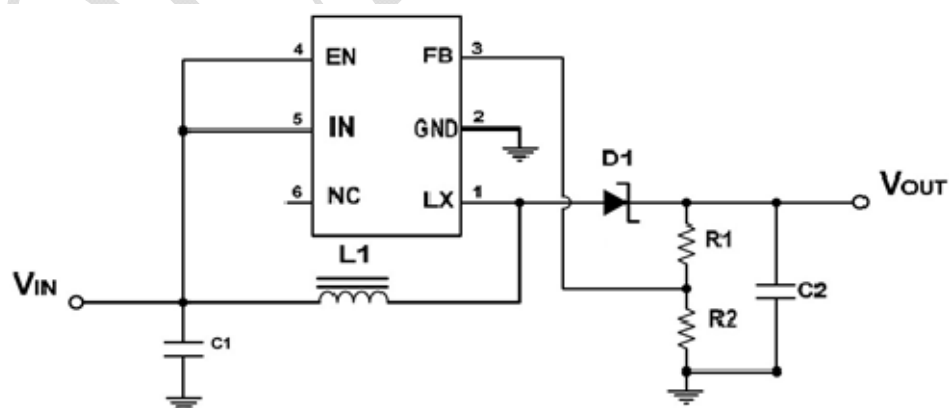 4 EN FB 3
5 IN GND 2
6 NC LX 1
D1
VOUT
L1
R1
VIN
C1
R2
C2